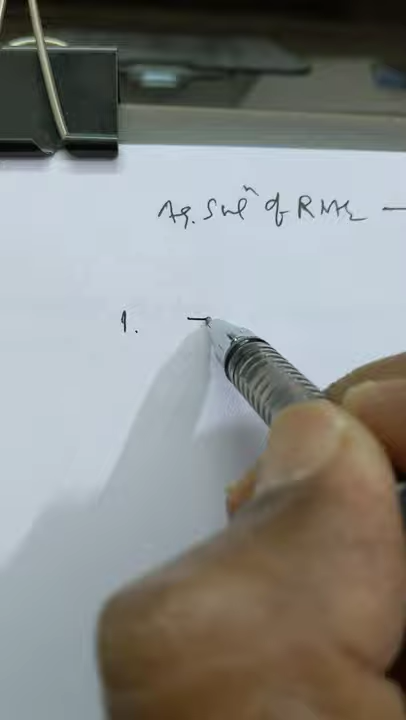 Aq. Solⁿ of RNH₂ —
1. —